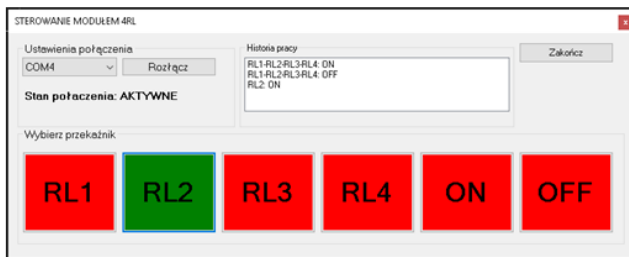 STEROWANIE MODUŁEM 4RL
x
Ustawienia połączenia
COM4
Rozłącz
Stan połaczenia: AKTYWNE
Historia pracy
RL1-RL2-RL3-RL4: ON
RL1-RL2-RL3-RL4: OFF
RL2: ON
Zakończ
Wybierz przekaźnik
RL1 RL2 RL3 RL4 ON OFF